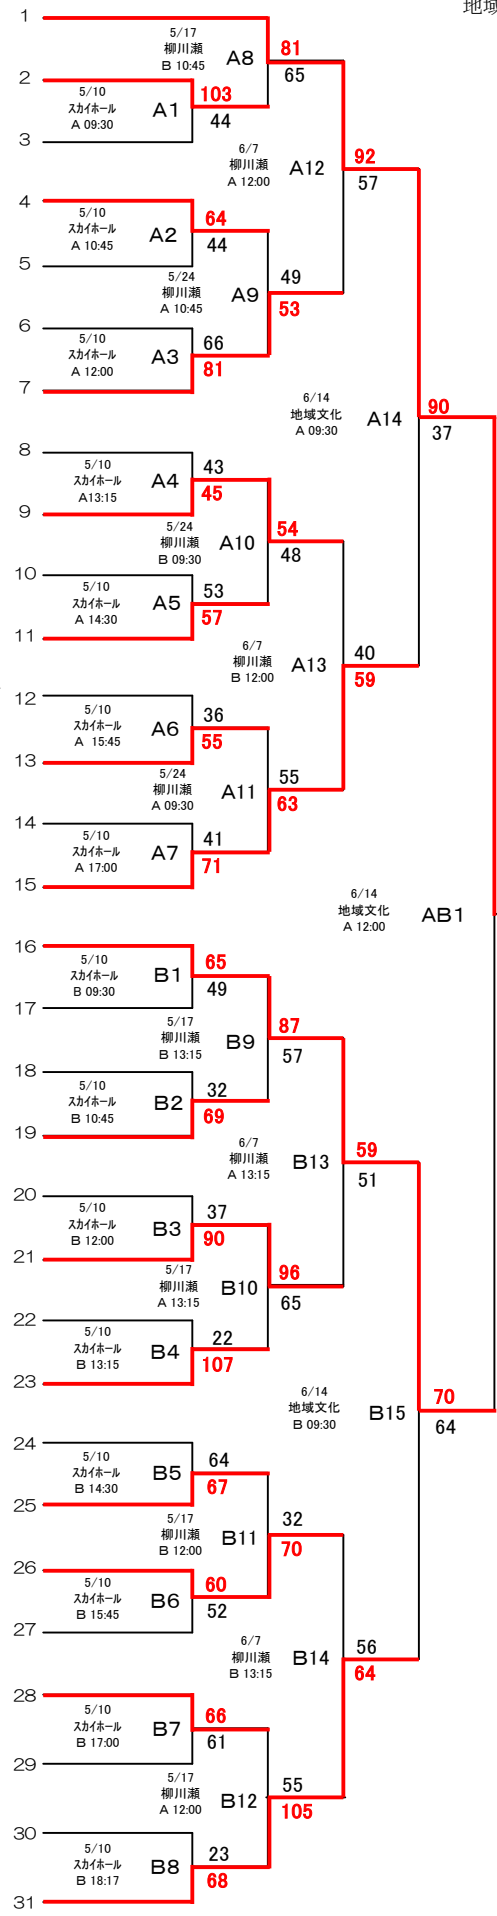 地域
1
5/17
柳川瀬
B 10:45
A8
81
65
2
5/10
スカイホール
A 09:30
A1
103
44
3
6/7
柳川瀬
A 12:00
A12
92
57
4
5/10
スカイホール
A 10:45
A2
64
44
5
5/24
柳川瀬
A 10:45
A9
49
53
6
5/10
スカイホール
A 12:00
A3
66
81
7
6/14
地域文化
A 09:30
A14
90
37
8
5/10
スカイホール
A13:15
A4
43
45
9
5/24
柳川瀬
B 09:30
A10
54
48
10
5/10
スカイホール
A 14:30
A5
53
57
11
6/7
柳川瀬
B 12:00
A13
40
59
12
5/10
スカイホール
A 15:45
A6
36
55
13
5/24
柳川瀬
A 09:30
A11
55
63
14
5/10
スカイホール
A 17:00
A7
41
71
15
6/14
地域文化
A 12:00
AB1
16
5/10
スカイホール
B 09:30
B1
65
49
17
5/17
柳川瀬
B 13:15
B9
87
57
18
5/10
スカイホール
B 10:45
B2
32
69
19
6/7
柳川瀬
A 13:15
B13
59
51
20
5/10
スカイホール
B 12:00
B3
37
90
21
5/17
柳川瀬
A 13:15
B10
96
65
22
5/10
スカイホール
B 13:15
B4
22
107
23
6/14
地域文化
B 09:30
B15
70
64
24
5/10
スカイホール
B 14:30
B5
64
67
25
5/17
柳川瀬
B 12:00
B11
32
70
26
5/10
スカイホール
B 15:45
B6
60
52
27
6/7
柳川瀬
B 13:15
B14
56
64
28
5/10
スカイホール
B 17:00
B7
66
61
29
5/17
柳川瀬
A 12:00
B12
55
105
30
5/10
スカイホール
B 18:17
B8
23
68
31